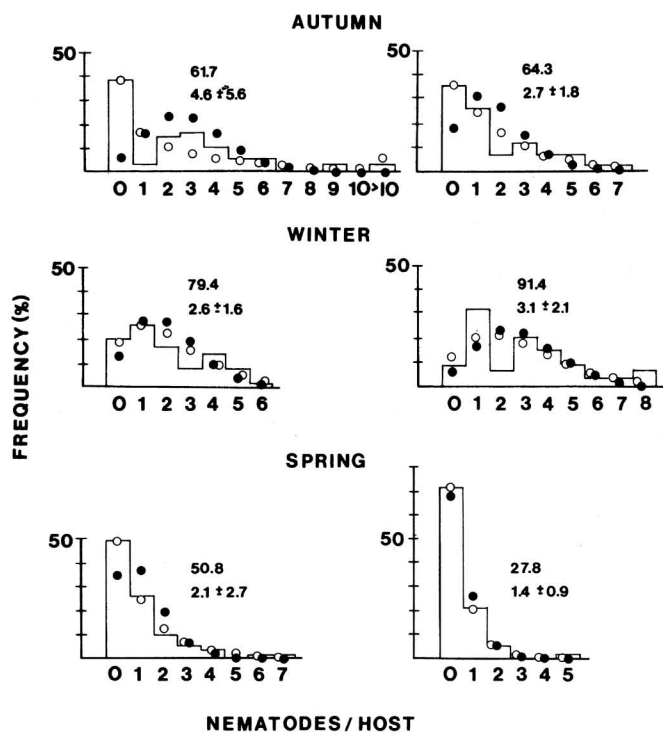 AUTUMN
50
61.7
4.6 ± 5.6
0 1 2 3 4 5 6 7 8 9 10 >10
50
64.3
2.7 ± 1.8
0 1 2 3 4 5 6 7
WINTER
50
79.4
2.6 ± 1.6
0 1 2 3 4 5 6
50
91.4
3.1 ± 2.1
0 1 2 3 4 5 6 7 8
FREQUENCY (%)
SPRING
50
50.8
2.1 ± 2.7
0 1 2 3 4 5 6 7
50
27.8
1.4 ± 0.9
0 1 2 3 4 5
NEMATODES / HOST